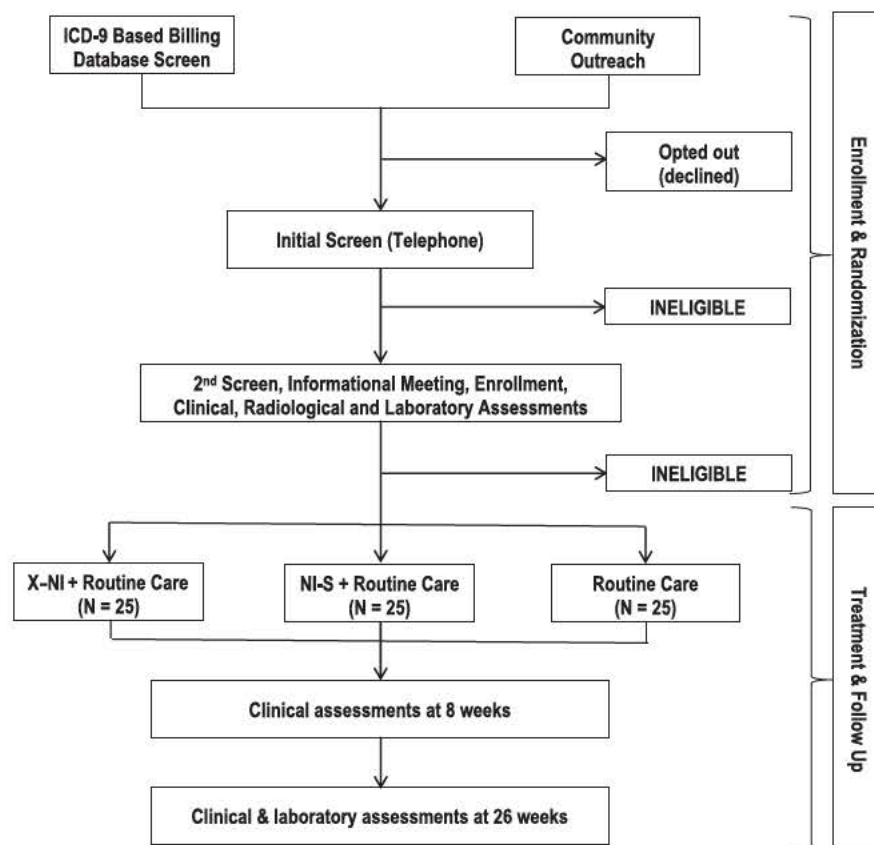 ICD-9 Based Billing
Database Screen
Community
Outreach
Opted out
(declined)
Initial Screen (Telephone)
INELIGIBLE
2nd Screen, Informational Meeting, Enrollment,
Clinical, Radiological and Laboratory Assessments
INELIGIBLE
Enrollment & Randomization
X–NI + Routine Care
(N = 25)
NI-S + Routine Care
(N = 25)
Routine Care
(N = 25)
Clinical assessments at 8 weeks
Clinical & laboratory assessments at 26 weeks
Treatment & Follow Up